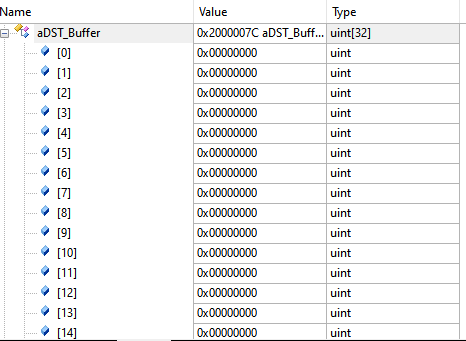 Name Value Type
aDST_Buffer 0x2000007C aDST_Buff... uint[32]
[0] 0x00000000 uint
[1] 0x00000000 uint
[2] 0x00000000 uint
[3] 0x00000000 uint
[4] 0x00000000 uint
[5] 0x00000000 uint
[6] 0x00000000 uint
[7] 0x00000000 uint
[8] 0x00000000 uint
[9] 0x00000000 uint
[10] 0x00000000 uint
[11] 0x00000000 uint
[12] 0x00000000 uint
[13] 0x00000000 uint
[14] 0x00000000 uint